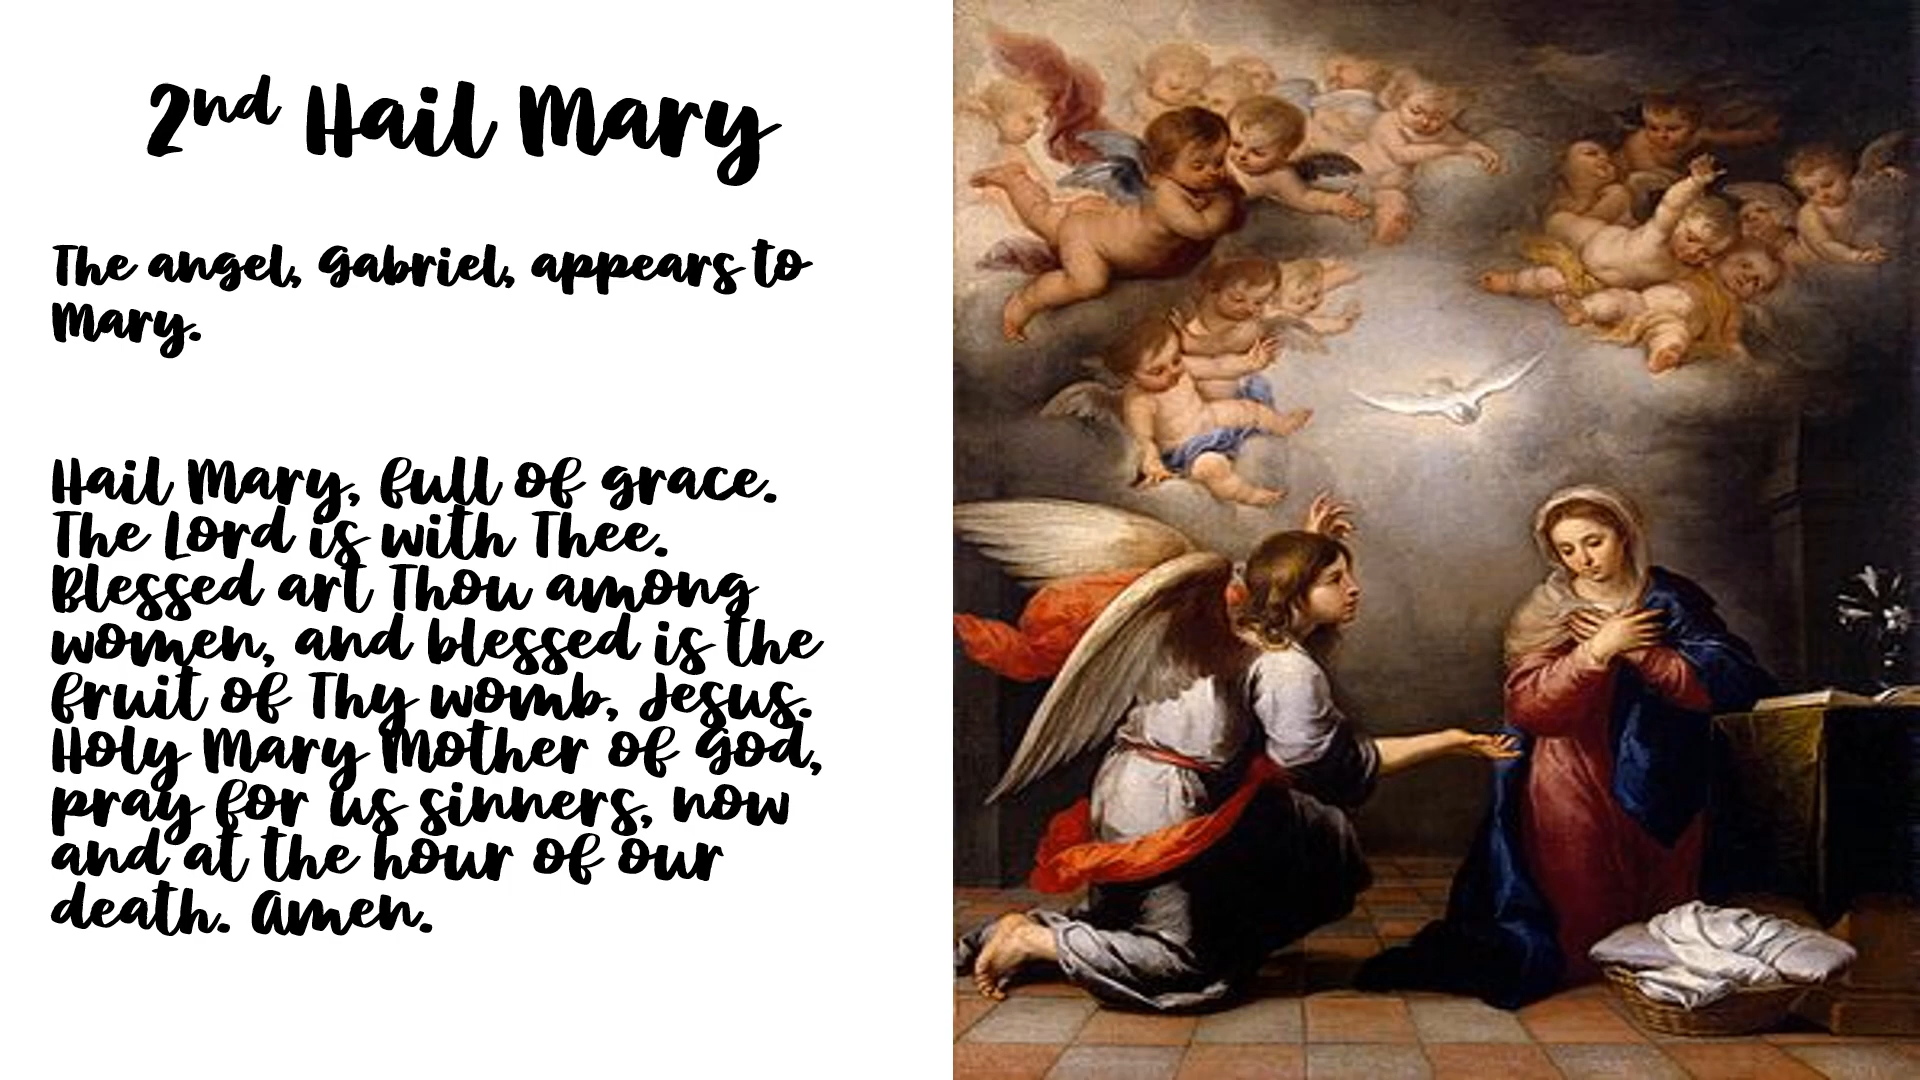 2nd Hail Mary
The angel, Gabriel, appears to
Mary.
Hail Mary, full of grace.
The Lord is with Thee.
Blessed art Thou among
women, and blessed is the
fruit of Thy womb, Jesus.
Holy Mary Mother of God,
pray for us sinners, now
and at the hour of our
death. Amen.